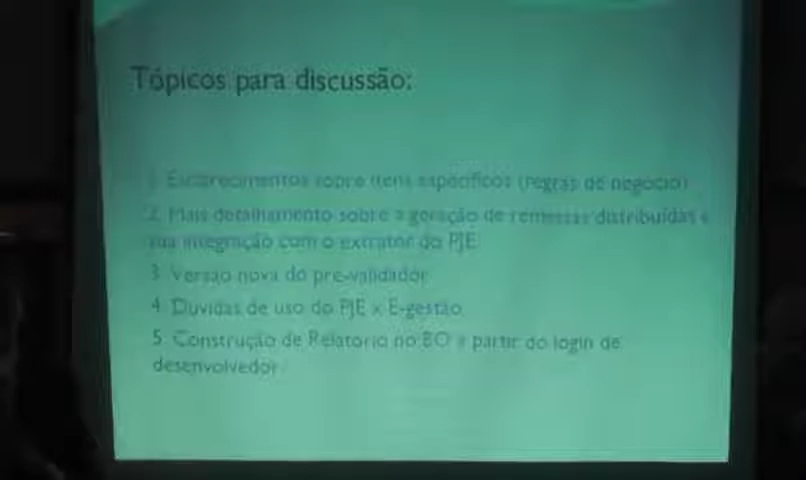 Tópicos para discussão:
1. Esclarecimentos sobre itens específicos (regras de negócio)
2. Mais detalhamento sobre a geração de remessas distribuídas e
sua integração com o extrator do PJE
3. Versão nova do pre-validador
4. Duvidas de uso do PJE x E-gestão
5. Construção de Relatorio no BO a partir do login de
desenvolvedor